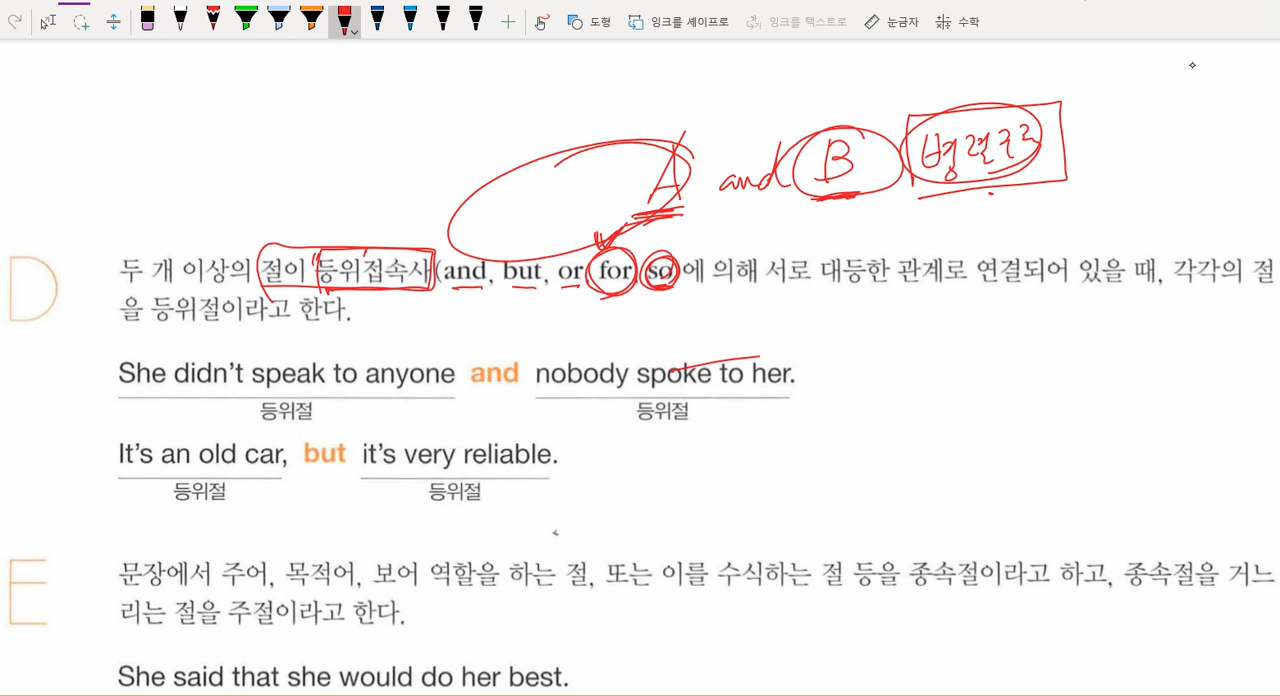 도형 잉크를 셰이프로 잉크를 텍스트로 눈금자 수학
A and B 병렬구로
D 두 개 이상의 절이 등위접속사(and, but, or, for, so)에 의해 서로 대등한 관계로 연결되어 있을 때, 각각의 절
을 등위절이라고 한다.
She didn't speak to anyone and nobody spoke to her.
등위절 등위절
It's an old car, but it's very reliable.
등위절 등위절
E 문장에서 주어, 목적어, 보어 역할을 하는 절, 또는 이를 수식하는 절 등을 종속절이라고 하고, 종속절을 거느
리는 절을 주절이라고 한다.
She said that she would do her best.